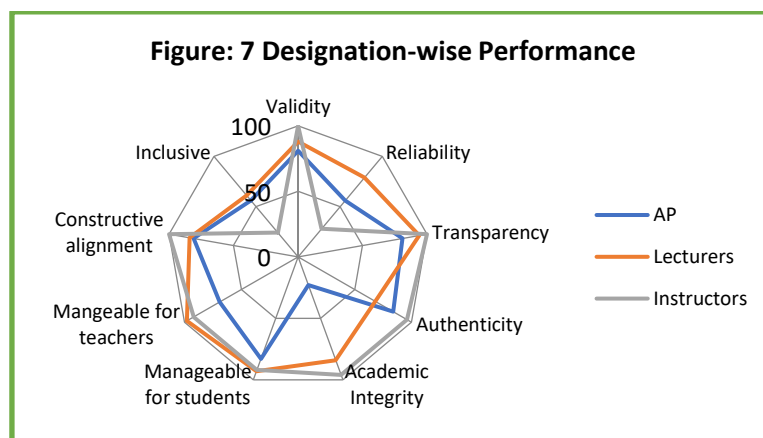 Figure: 7 Designation-wise Performance
Validity
100
Inclusive
Reliability
50
Constructive
alignment
Transparency
0
AP
Lecturers
Instructors
Mangeable for
teachers
Authenticity
Manageable
for students
Academic
Integrity